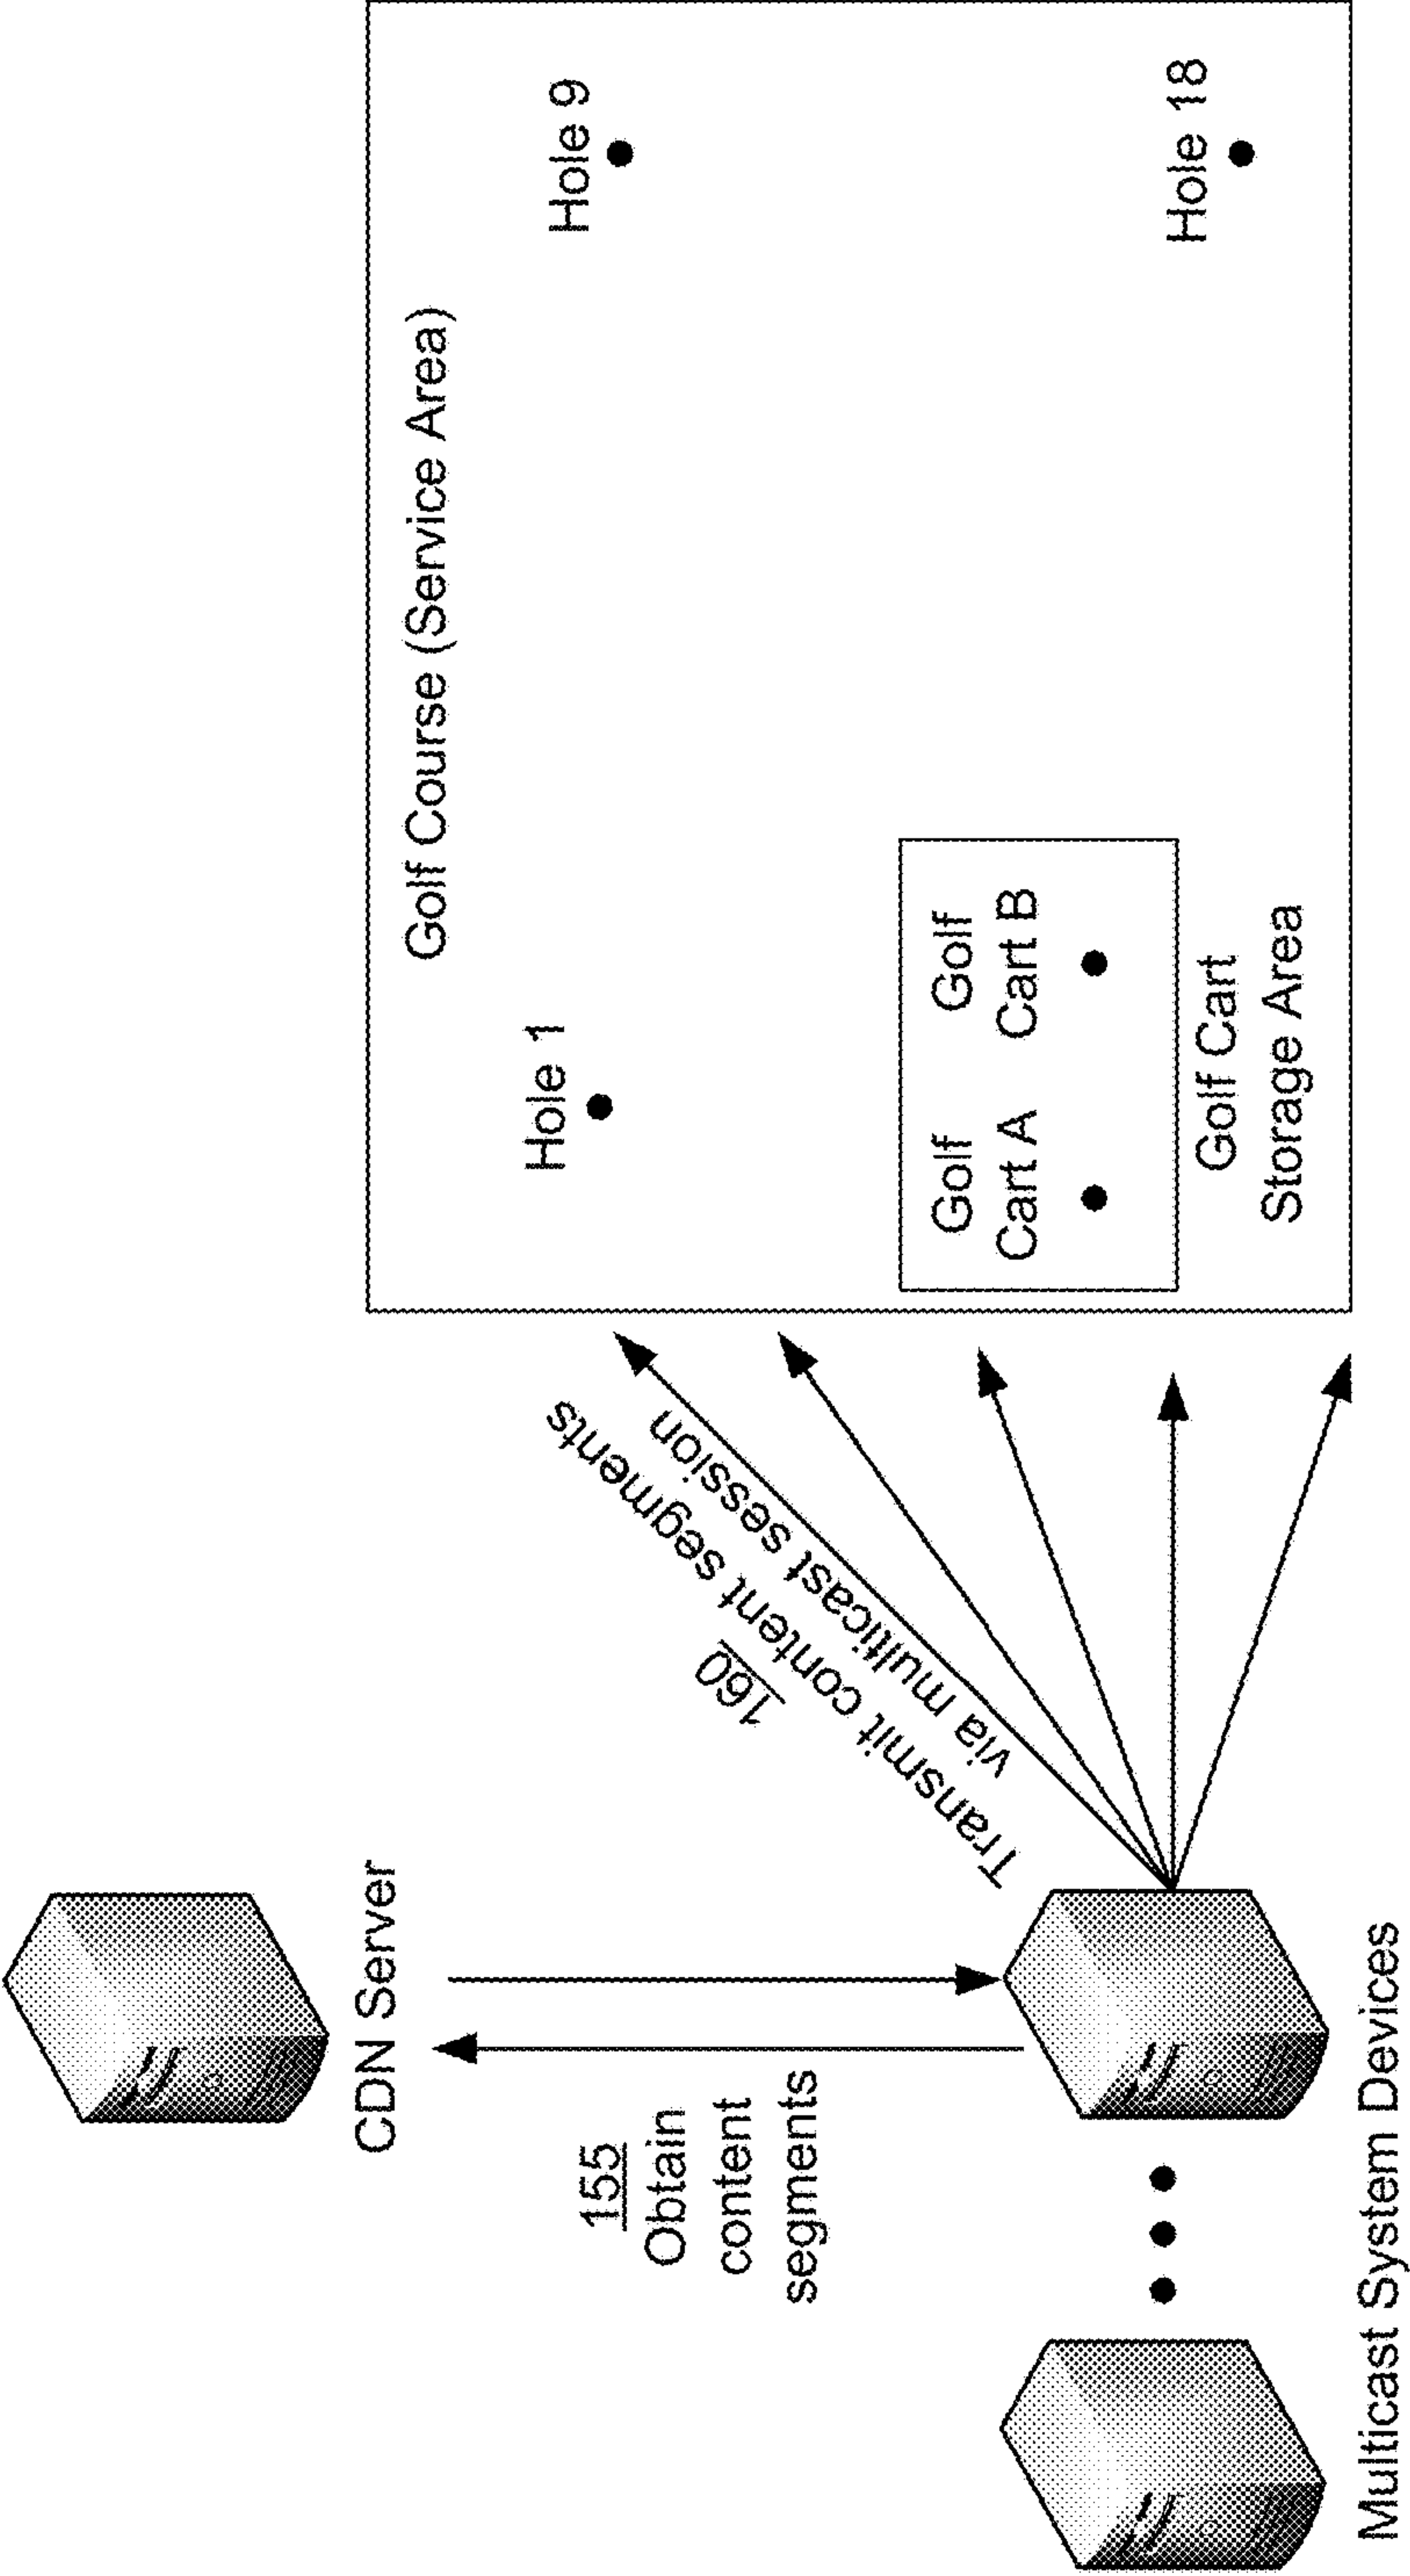 CDN Server
155
Obtain
content
segments
Multicast System Devices
160
Transmit content segments
via multicast session
Golf Course (Service Area)
Hole 1
Hole 9
Golf
Cart A
Golf
Cart B
Golf Cart
Storage Area
Hole 18